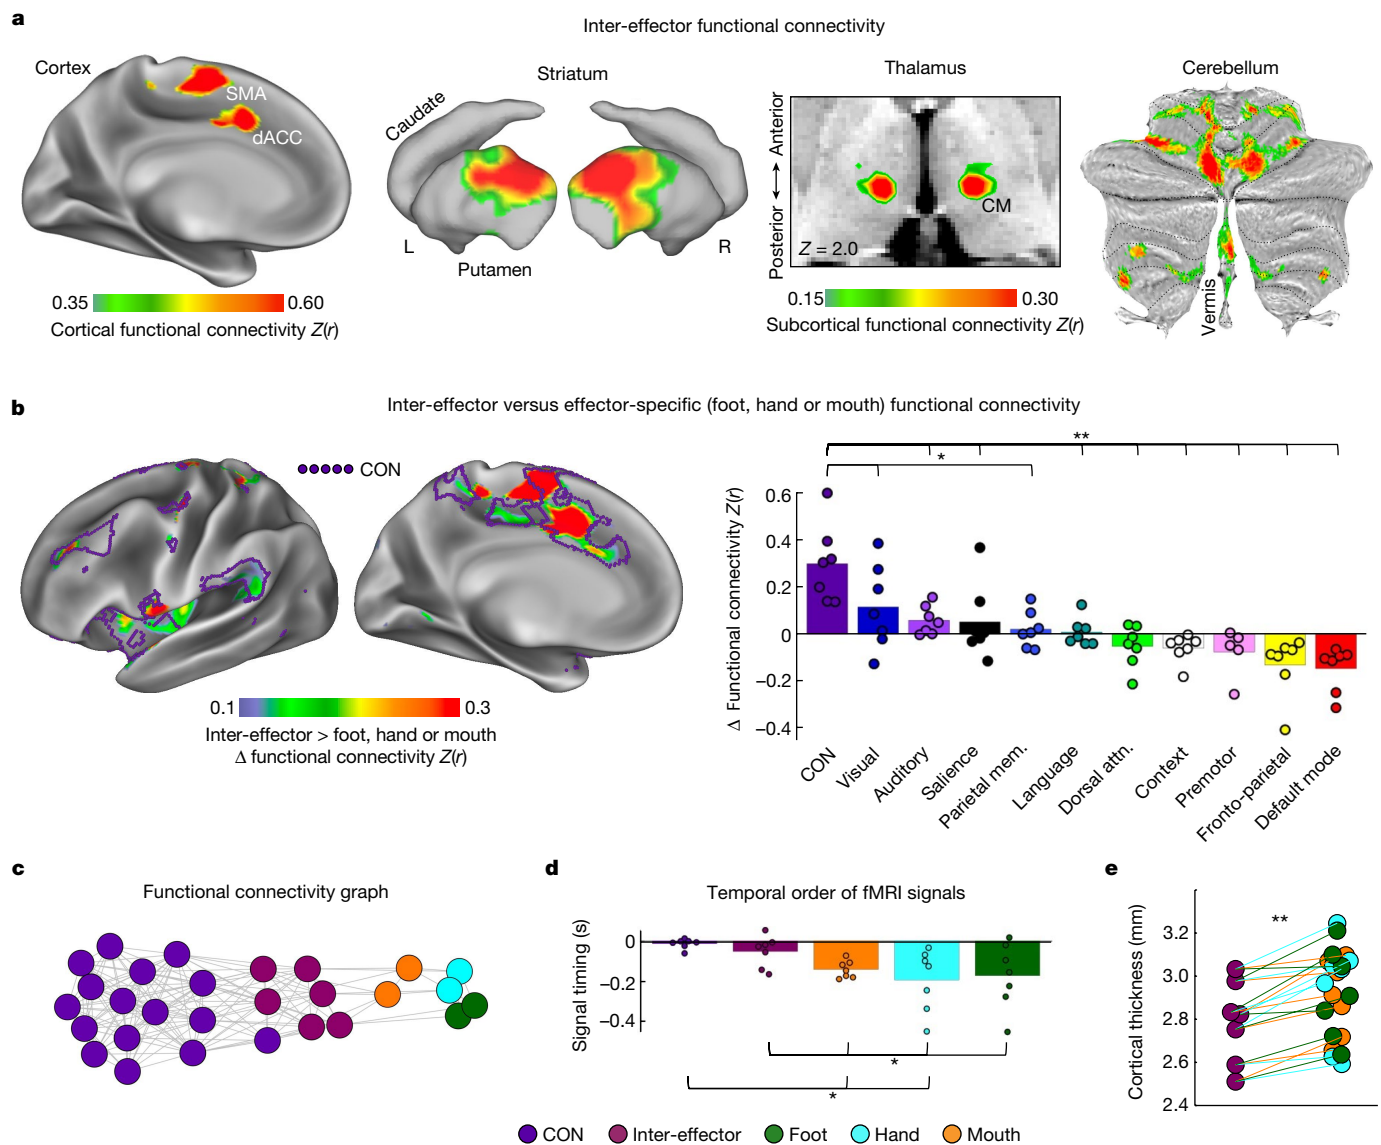 a
Inter-effector functional connectivity
Cortex
Striatum
Thalamus
Cerebellum
SMA
dACC
Caudate
L
R
Putamen
Posterior ↔ Anterior
CM
Z = 2.0
Vermis
0.35 0.60
Cortical functional connectivity Z(r)
0.15 0.30
Subcortical functional connectivity Z(r)
b
Inter-effector versus effector-specific (foot, hand or mouth) functional connectivity
CON
0.1 0.3
Inter-effector > foot, hand or mouth
Δ functional connectivity Z(r)
**
*
Δ Functional connectivity Z(r)
0.6
0.4
0.2
0
−0.2
−0.4
CON
Visual
Auditory
Salience
Parietal mem.
Language
Dorsal attn.
Context
Premotor
Fronto-parietal
Default mode
c
Functional connectivity graph
d
Temporal order of fMRI signals
Signal timing (s)
0
−0.2
−0.4
*
*
e
Cortical thickness (mm)
**
3.2
3.0
2.8
2.6
2.4
CON Inter-effector Foot Hand Mouth